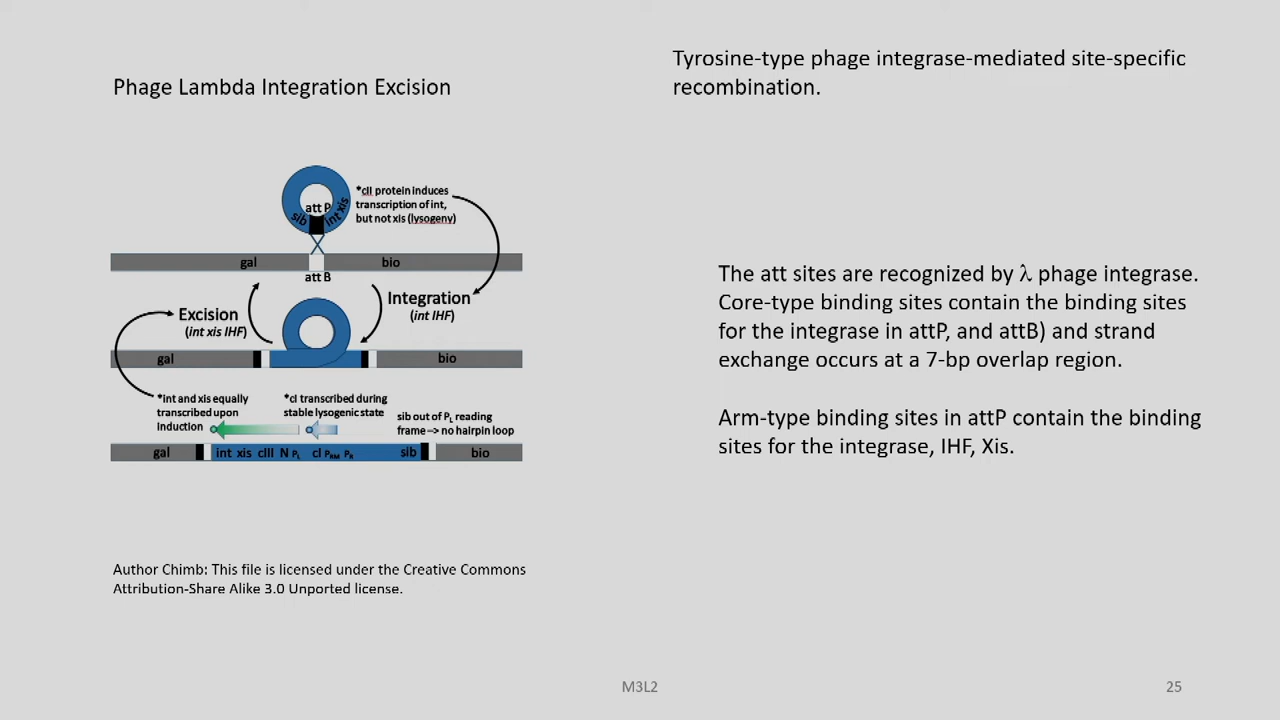 Phage Lambda Integration Excision
Tyrosine-type phage integrase-mediated site-specific
recombination.
att P
sib
int xis
*cII protein induces
transcription of int,
but not xis (lysogeny)
gal
bio
att B
Integration
(int IHF)
Excision
(int xis IHF)
gal
bio
*int and xis equally
transcribed upon
induction
*cI transcribed during
stable lysogenic state
sib out of PL reading
frame --> no hairpin loop
gal
int xis cIII N PL cI PRM PR
sib
bio
The att sites are recognized by λ phage integrase.
Core-type binding sites contain the binding sites
for the integrase in attP, and attB) and strand
exchange occurs at a 7-bp overlap region.
Arm-type binding sites in attP contain the binding
sites for the integrase, IHF, Xis.
Author Chimb: This file is licensed under the Creative Commons
Attribution-Share Alike 3.0 Unported license.
M3L2
25